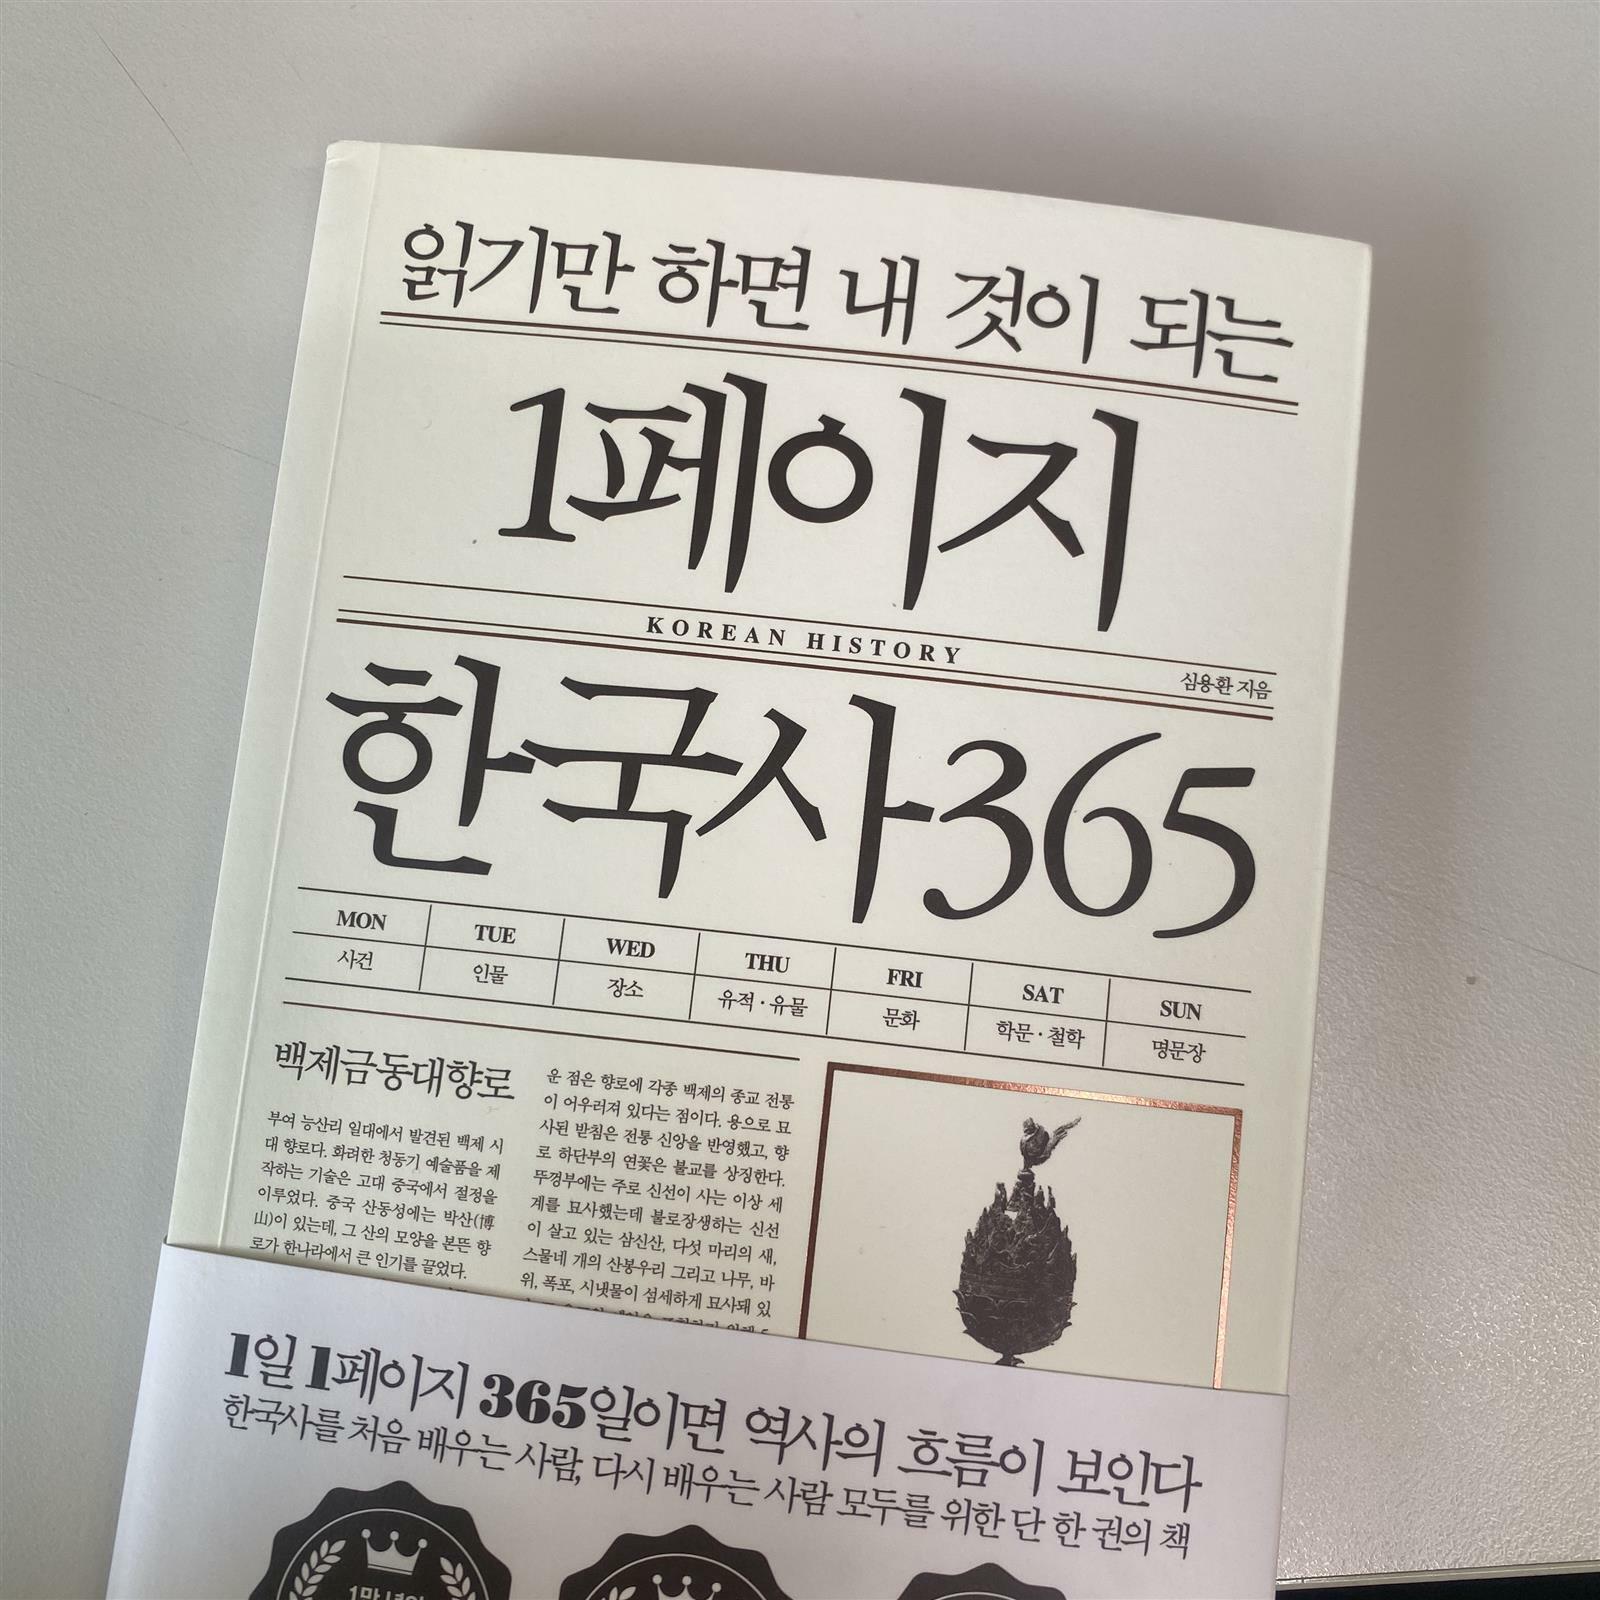 읽기만 하면 내 것이 되는
1페이지
KOREAN HISTORY
심용환 지음
한국사365
MON TUE WED THU FRI SAT SUN
사건 인물 장소 유적·유물 문화 학문·철학 명문장
백제금동대향로
부여 능산리 일대에서 발견된 백제 시
대 향로다. 화려한 청동기 예술품을 제
작하는 기술은 고대 중국에서 절정을
이루었다. 중국 산동성에는 박산(博
山)이 있는데, 그 산의 모양을 본뜬 향
로가 한나라에서 큰 인기를 끌었다.
운 점은 향로에 각종 백제의 종교 전통
이 어우러져 있다는 점이다. 용으로 묘
사된 받침은 전통 신앙을 반영했고, 향
로 하단부의 연꽃은 불교를 상징한다.
뚜껑부에는 주로 신선이 사는 이상 세
계를 묘사했는데 불로장생하는 신선
이 살고 있는 삼신산, 다섯 마리의 새,
스물네 개의 산봉우리 그리고 나무, 바
위, 폭포, 시냇물이 섬세하게 묘사돼 있
1일 1페이지 365일이면 역사의 흐름이 보인다
한국사를 처음 배우는 사람, 다시 배우는 사람 모두를 위한 단 한 권의 책